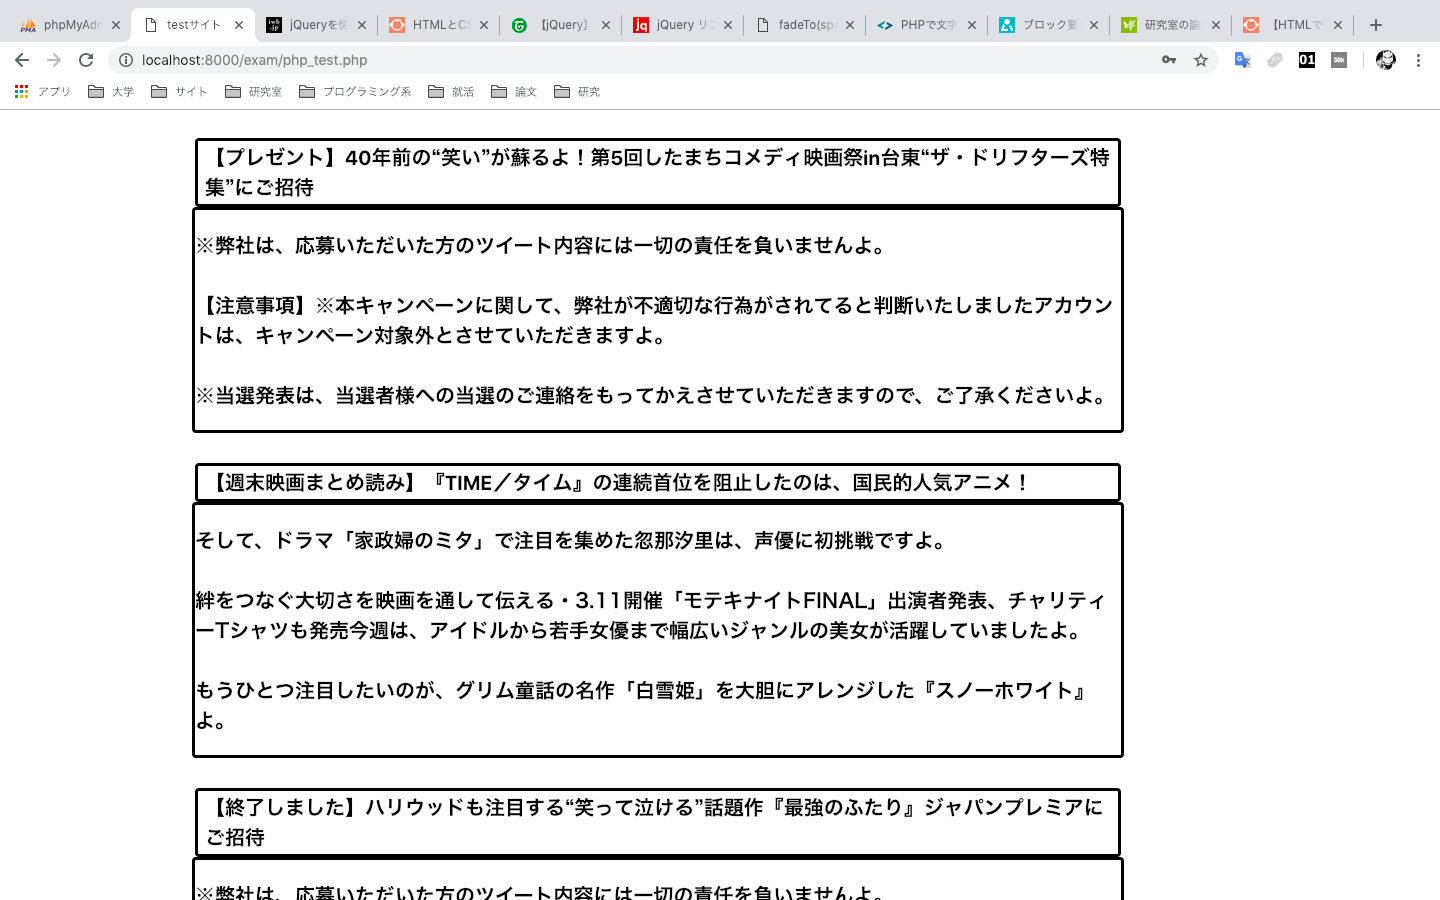 phpMyAdm
testサイト
jQueryを使
HTMLとCS
【jQuery】
jQuery リフ
fadeTo(spe
PHPで文字
ブロック要
研究室の論
【HTMLで
localhost:8000/exam/php_test.php
01
30k
アプリ
大学
サイト
研究室
プログラミング系
就活
論文
研究
【プレゼント】40年前の“笑い”が蘇るよ！第5回したまちコメディ映画祭in台東“ザ・ドリフターズ特
集”にご招待
※弊社は、応募いただいた方のツイート内容には一切の責任を負いませんよ。
【注意事項】※本キャンペーンに関して、弊社が不適切な行為がされてると判断いたしましたアカウン
トは、キャンペーン対象外とさせていただきますよ。
※当選発表は、当選者様への当選のご連絡をもってかえさせていただきますので、ご了承くださいよ。
【週末映画まとめ読み】『TIME／タイム』の連続首位を阻止したのは、国民的人気アニメ！
そして、ドラマ「家政婦のミタ」で注目を集めた忽那汐里は、声優に初挑戦ですよ。
絆をつなぐ大切さを映画を通して伝える・3.11開催「モテキナイトFINAL」出演者発表、チャリティ
ーTシャツも発売今週は、アイドルから若手女優まで幅広いジャンルの美女が活躍していましたよ。
もうひとつ注目したいのが、グリム童話の名作「白雪姫」を大胆にアレンジした『スノーホワイト』
よ。
【終了しました】ハリウッドも注目する“笑って泣ける”話題作『最強のふたり』ジャパンプレミアに
ご招待
※弊社は、応募いただいた方のツイート内容には一切の責任を負いませんよ。